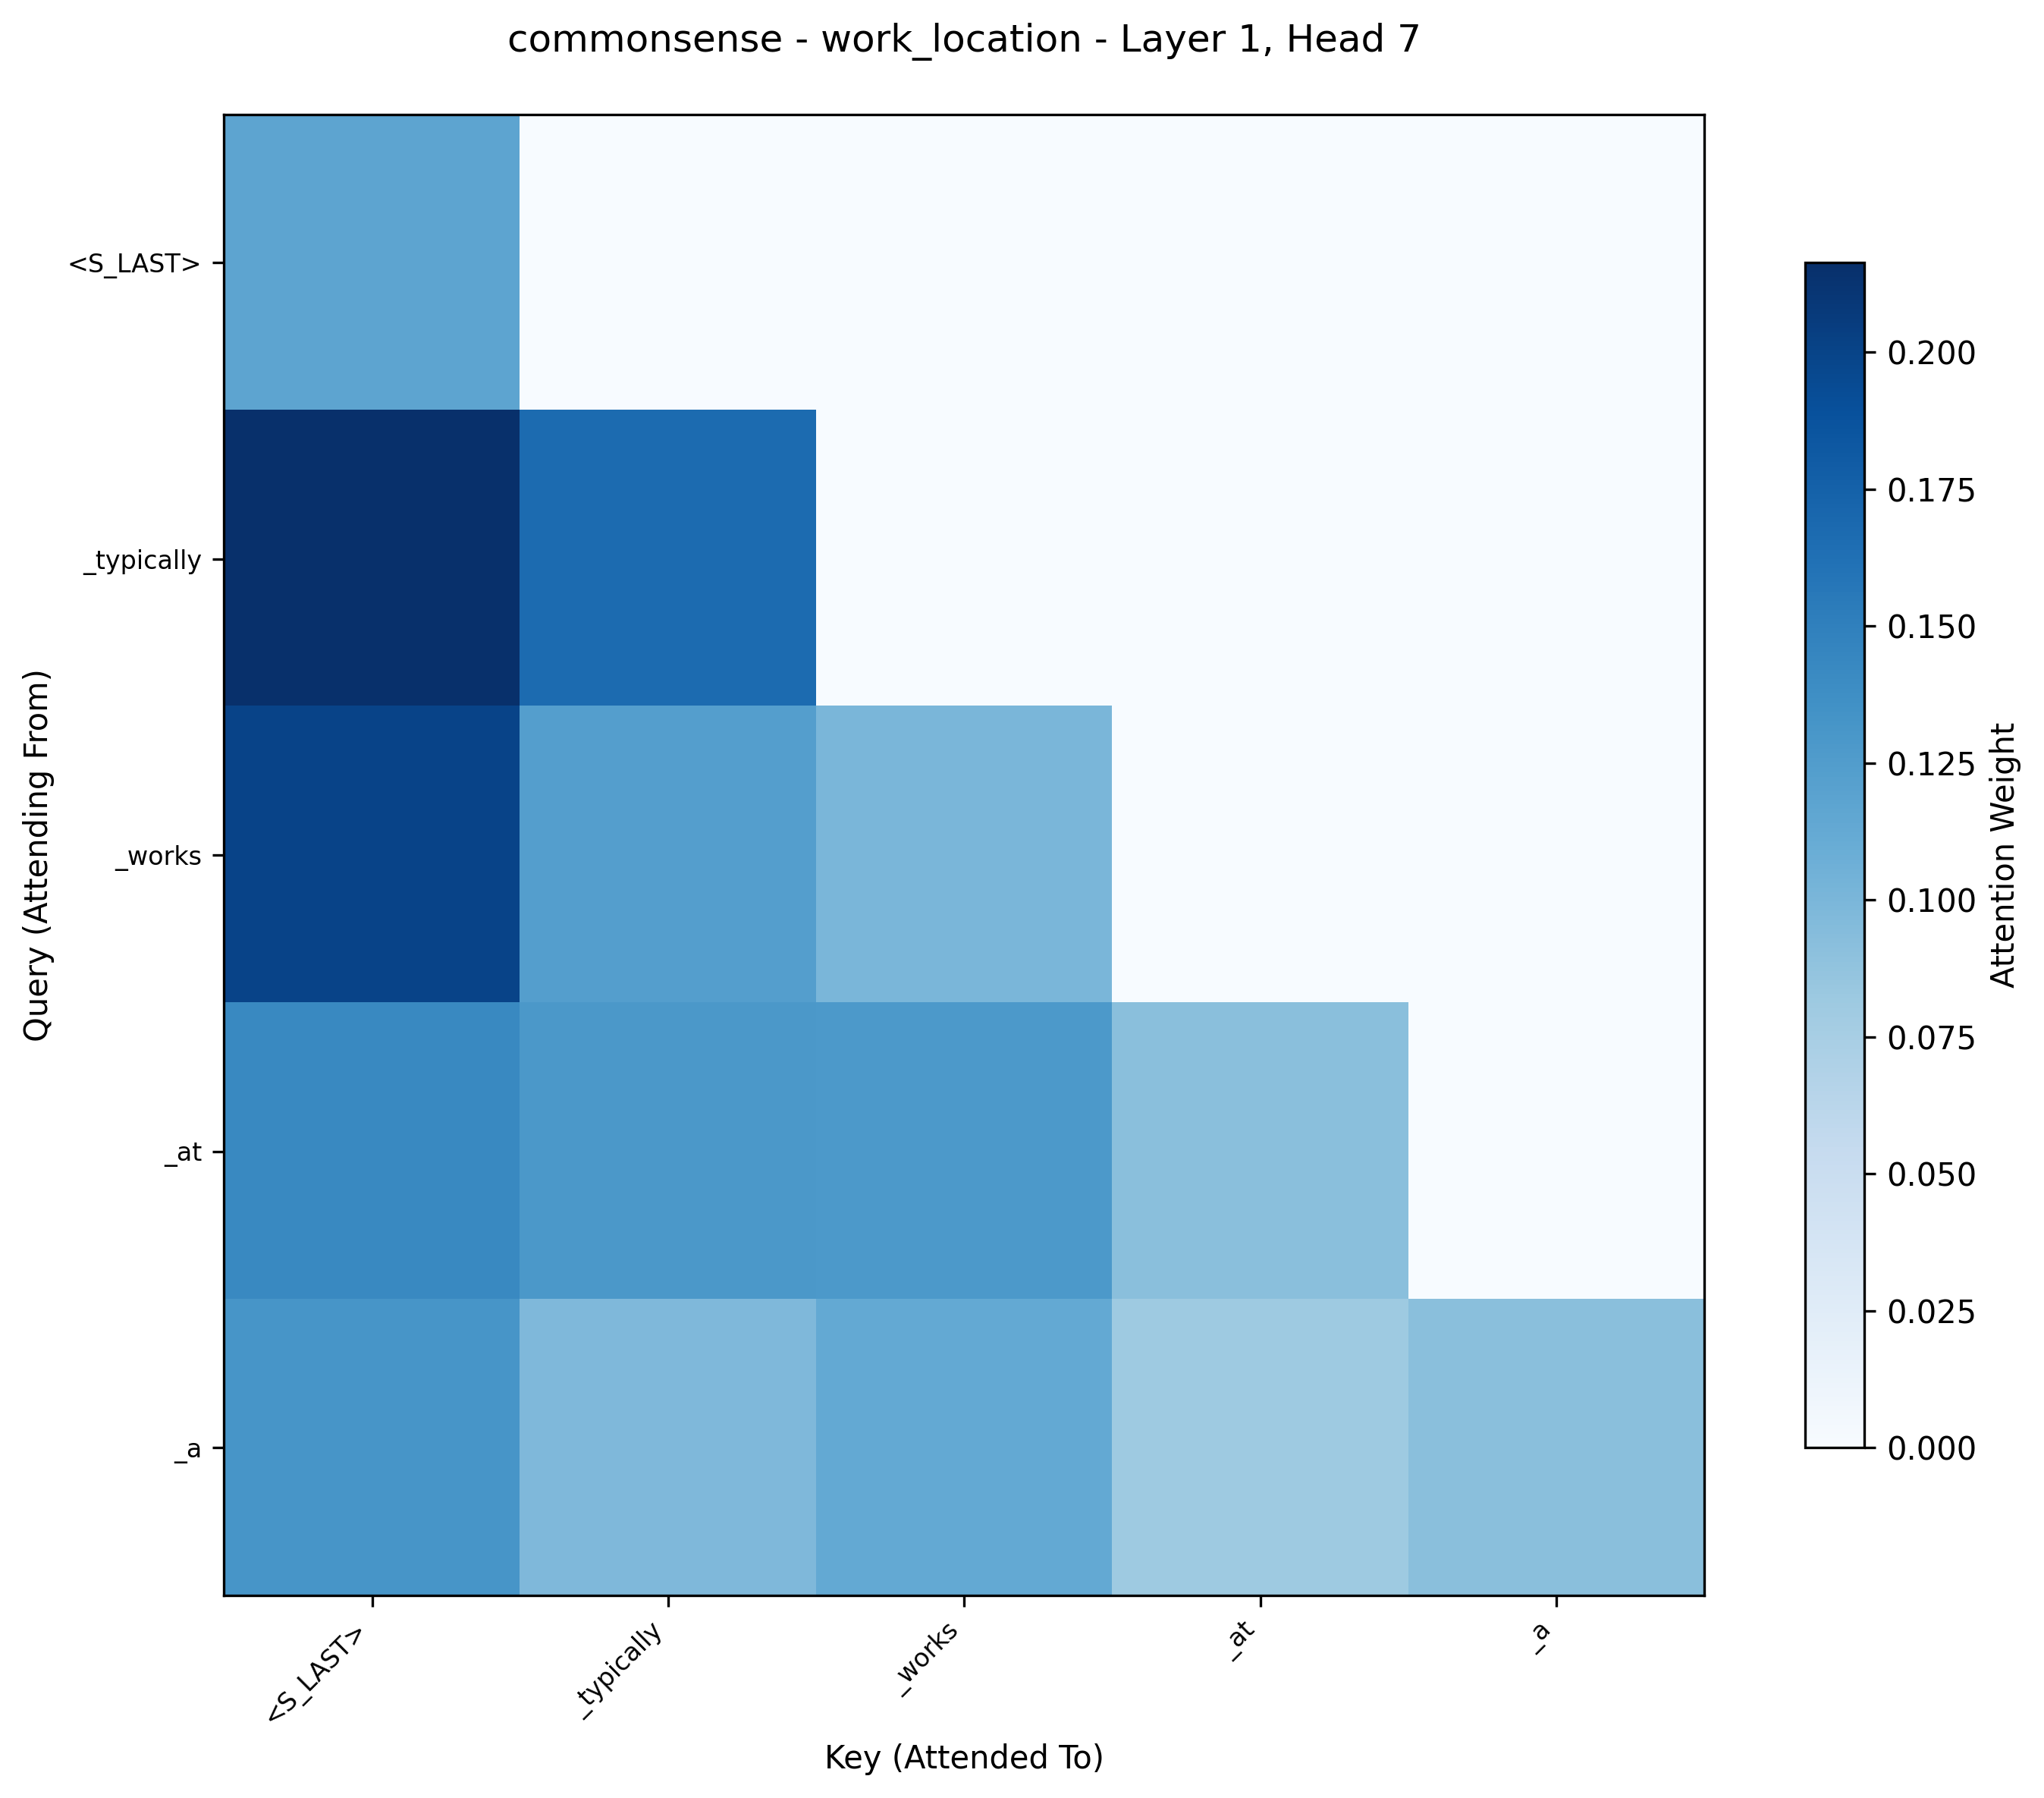 commonsense - work_location - Layer 1, Head 7
<S_LAST>
_typically
_works
_at
_a
Query (Attending From)
<S_LAST>
_typically
_works
_at
_a
Key (Attended To)
0.200
0.175
0.150
0.125
0.100
0.075
0.050
0.025
0.000
Attention Weight